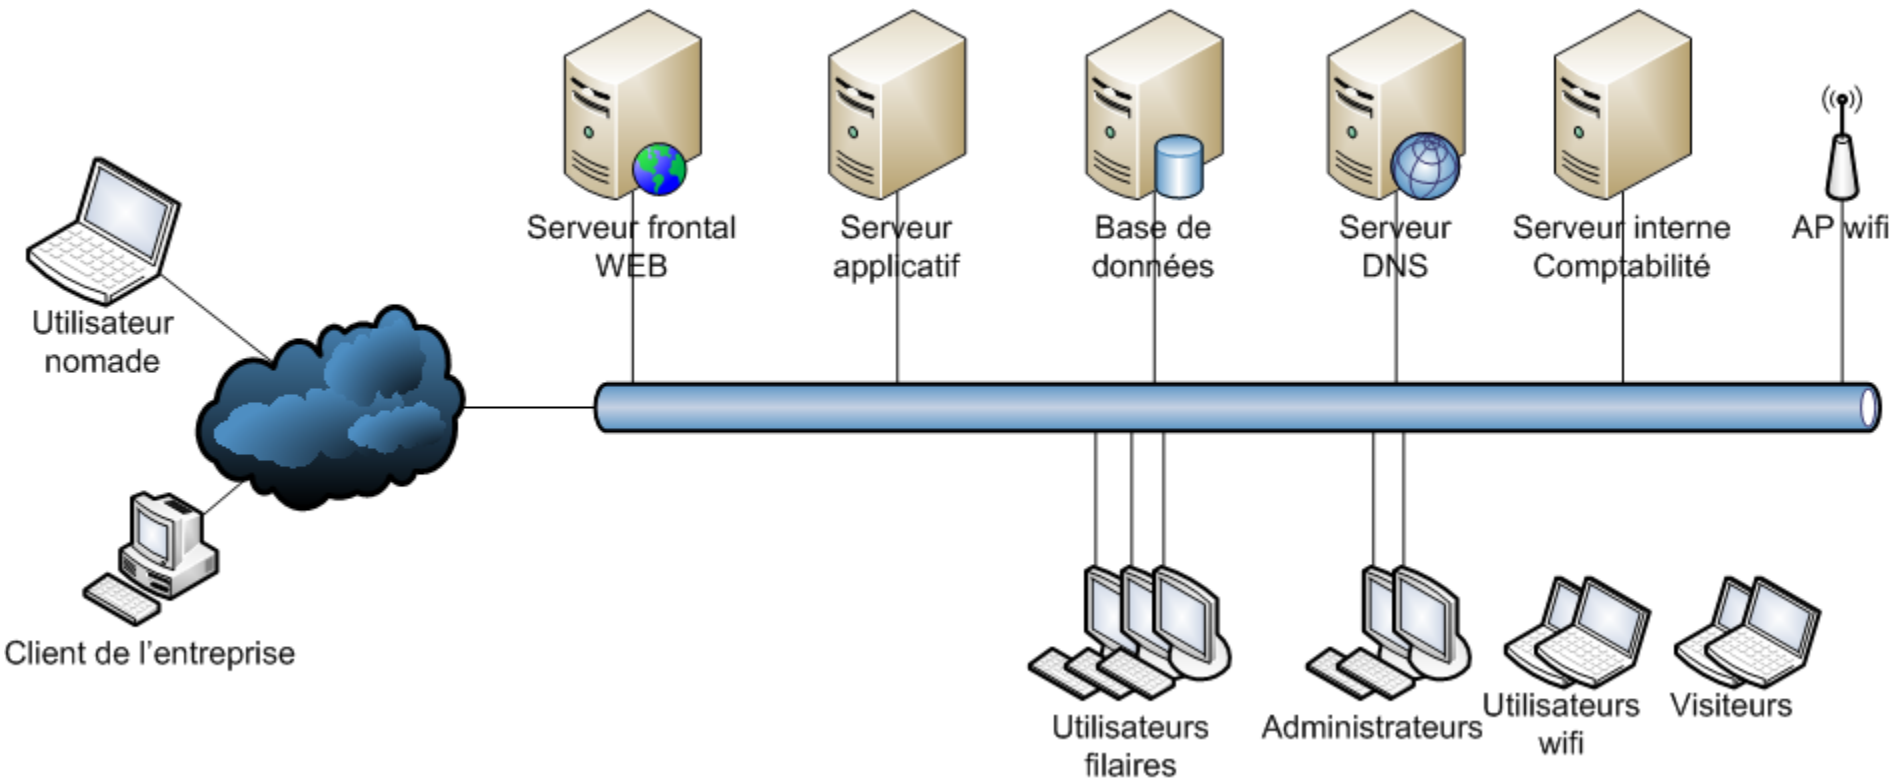 Serveur frontal
WEB
Serveur
applicatif
Base de
données
Serveur
DNS
Serveur interne
Comptabilité
AP wifi
Utilisateur
nomade
Client de l'entreprise
Utilisateurs
filaires
Administrateurs
Utilisateurs
wifi
Visiteurs